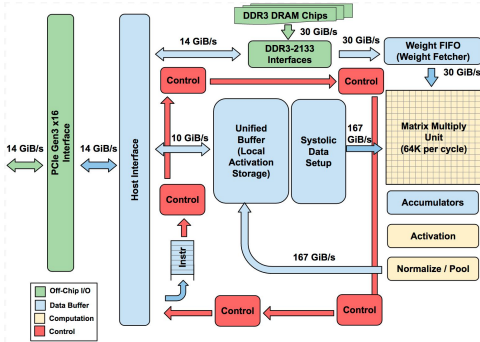 DDR3 DRAM Chips
30 GiB/s
14 GiB/s
DDR3-2133
Interfaces
30 GiB/s
Weight FIFO
(Weight Fetcher)
30 GiB/s
Control
Control
14 GiB/s
PCIe Gen3 x16
Interface
14 GiB/s
Host Interface
10 GiB/s
Unified
Buffer
(Local
Activation
Storage)
Systolic
Data
Setup
167
GiB/s
Matrix Multiply
Unit
(64K per cycle)
Control
Accumulators
Activation
Normalize / Pool
Instr
167 GiB/s
Off-Chip I/O
Data Buffer
Computation
Control
Control
Control